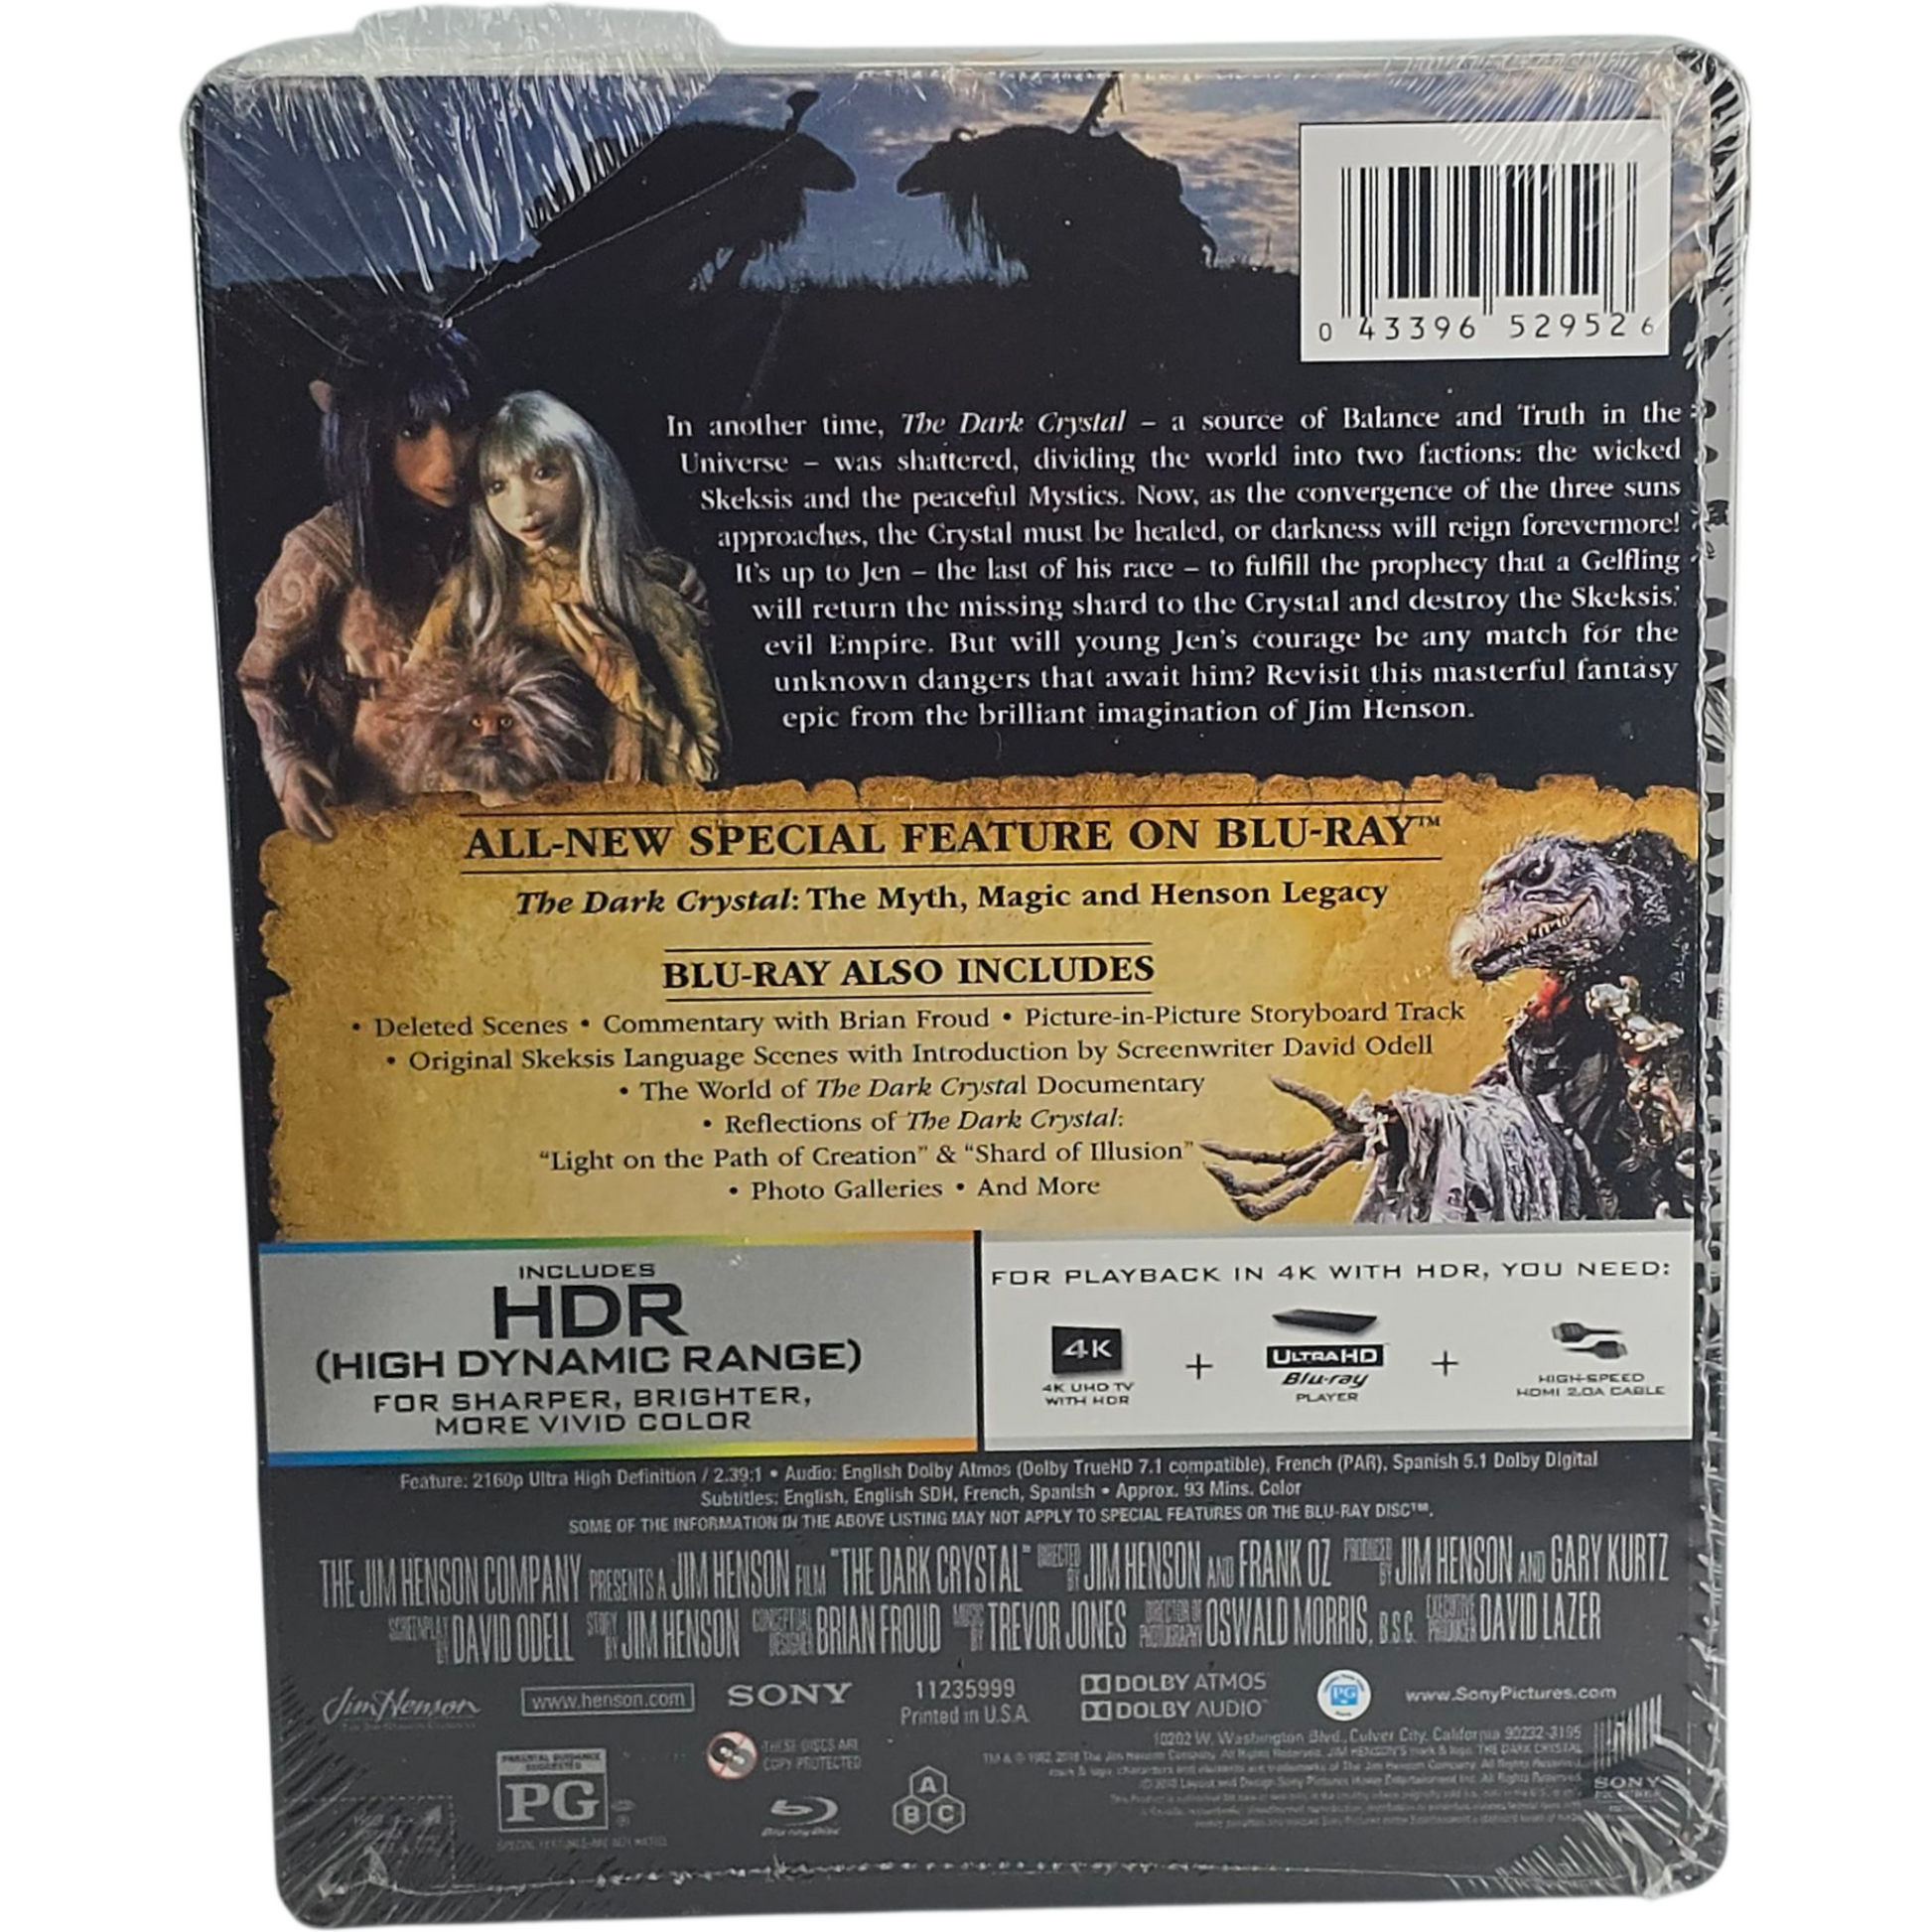 0 43396 52952 6
In another time, The Dark Crystal – a source of Balance and Truth in the
Universe – was shattered, dividing the world into two factions: the wicked
Skeksis and the peaceful Mystics. Now, as the convergence of the three suns
approaches, the Crystal must be healed, or darkness will reign forevermore!
It's up to Jen – the last of his race – to fulfill the prophecy that a Gelfling
will return the missing shard to the Crystal and destroy the Skeksis'
evil Empire. But will young Jen's courage be any match for the
unknown dangers that await him? Revisit this masterful fantasy
epic from the brilliant imagination of Jim Henson.
ALL-NEW SPECIAL FEATURE ON BLU-RAY™
The Dark Crystal: The Myth, Magic and Henson Legacy
BLU-RAY ALSO INCLUDES
• Deleted Scenes • Commentary with Brian Froud • Picture-in-Picture Storyboard Track
• Original Skeksis Language Scenes with Introduction by Screenwriter David Odell
• The World of The Dark Crystal Documentary
• Reflections of The Dark Crystal:
"Light on the Path of Creation" & "Shard of Illusion"
• Photo Galleries • And More
INCLUDES
HDR
(HIGH DYNAMIC RANGE)
FOR SHARPER, BRIGHTER,
MORE VIVID COLOR
FOR PLAYBACK IN 4K WITH HDR, YOU NEED:
4K
4K UHD TV
WITH HDR
+
ULTRA HD
Blu-ray
PLAYER
+
HIGH-SPEED
HDMI 2.0A CABLE
Feature: 2160p Ultra High Definition / 2.39:1 • Audio: English Dolby Atmos (Dolby TrueHD 7.1 compatible), French (PAR), Spanish 5.1 Dolby Digital
Subtitles: English, English SDH, French, Spanish • Approx. 93 Mins. Color
SOME OF THE INFORMATION IN THE ABOVE LISTING MAY NOT APPLY TO SPECIAL FEATURES OR THE BLU-RAY DISC™.
THE JIM HENSON COMPANY PRESENTS A JIM HENSON FILM "THE DARK CRYSTAL" DIRECTED BY JIM HENSON AND FRANK OZ PRODUCED BY JIM HENSON AND GARY KURTZ
SCREENPLAY BY DAVID ODELL STORY BY JIM HENSON CONCEPTUAL DESIGNER BRIAN FROUD MUSIC BY TREVOR JONES DIRECTOR OF PHOTOGRAPHY OSWALD MORRIS, B.S.C. EXECUTIVE PRODUCER DAVID LAZER
Jim Henson
www.henson.com
SONY
11235999
Printed in U.S.A.
DOLBY ATMOS
DOLBY AUDIO™
PG
www.SonyPictures.com
10202 W. Washington Blvd., Culver City, California 90232-3195
THESE DISCS ARE
COPY PROTECTED
PARENTAL GUIDANCE
SUGGESTED
PG
Blu-ray Disc
A
B C
SONY